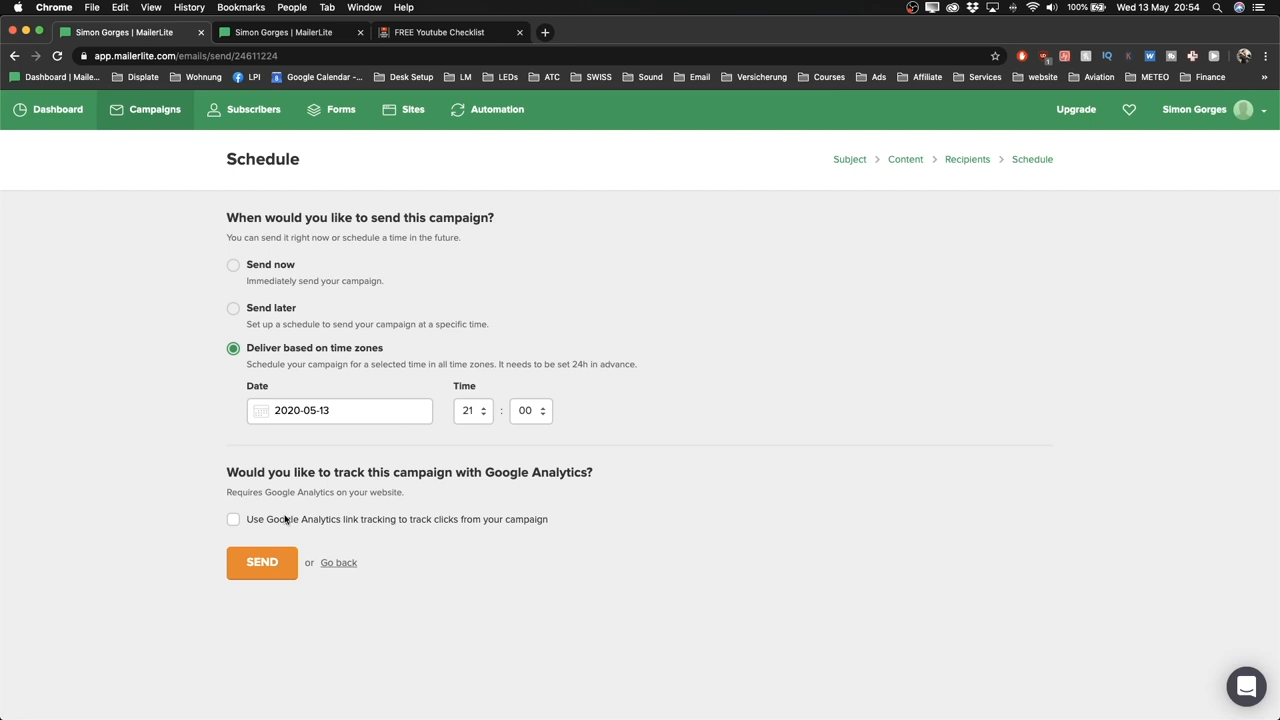 Chrome File Edit View History Bookmarks People Tab Window Help 100% Wed 13 May 20:54
Simon Gorges | MailerLite Simon Gorges | MailerLite FREE Youtube Checklist
app.mailerlite.com/emails/send/24611224
Dashboard | Maile... Displate Wohnung LPI Google Calendar -... Desk Setup LM LEDs ATC SWISS Sound Email Versicherung Courses Ads Affiliate Services website Aviation METEO Finance »
Dashboard Campaigns Subscribers Forms Sites Automation Upgrade Simon Gorges
Schedule
Subject > Content > Recipients > Schedule
When would you like to send this campaign?
You can send it right now or schedule a time in the future.
Send now
Immediately send your campaign.
Send later
Set up a schedule to send your campaign at a specific time.
Deliver based on time zones
Schedule your campaign for a selected time in all time zones. It needs to be set 24h in advance.
Date Time
2020-05-13 21 : 00
Would you like to track this campaign with Google Analytics?
Requires Google Analytics on your website.
Use Google Analytics link tracking to track clicks from your campaign
SEND or Go back